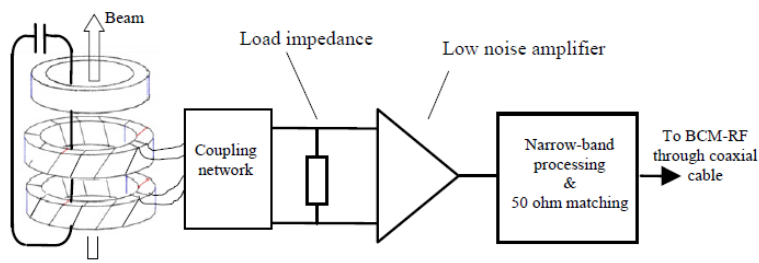 Beam
Load impedance
Low noise amplifier
Coupling
network
Narrow-band
processing
&
50 ohm matching
To BCM-RF
through coaxial
cable